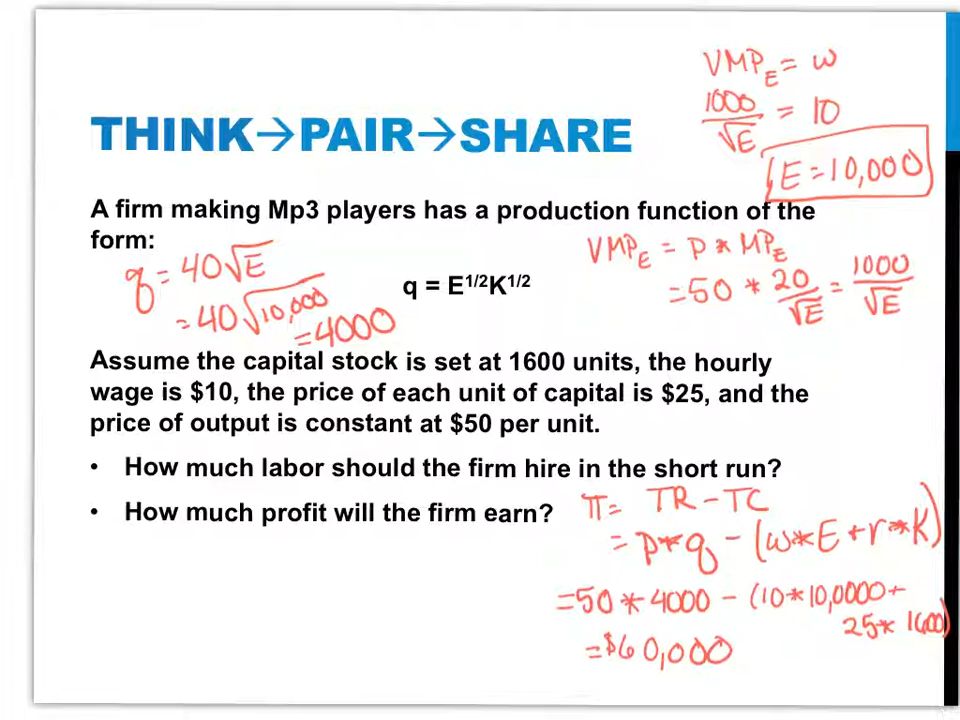 VMP_E = w
1000/√E = 10
E = 10,000
THINK→PAIR→SHARE
A firm making Mp3 players has a production function of the
form:
q = 40√E
= 40√10,000
= 4000
q = E^1/2K^1/2
VMP_E = P * MP_E
= 50 * 20/√E = 1000/√E
Assume the capital stock is set at 1600 units, the hourly
wage is $10, the price of each unit of capital is $25, and the
price of output is constant at $50 per unit.
• How much labor should the firm hire in the short run?
• How much profit will the firm earn?
π = TR - TC
= p*q - (w*E + r*K)
= 50 * 4000 - (10*10,0000+
25* 1600)
= $60,000